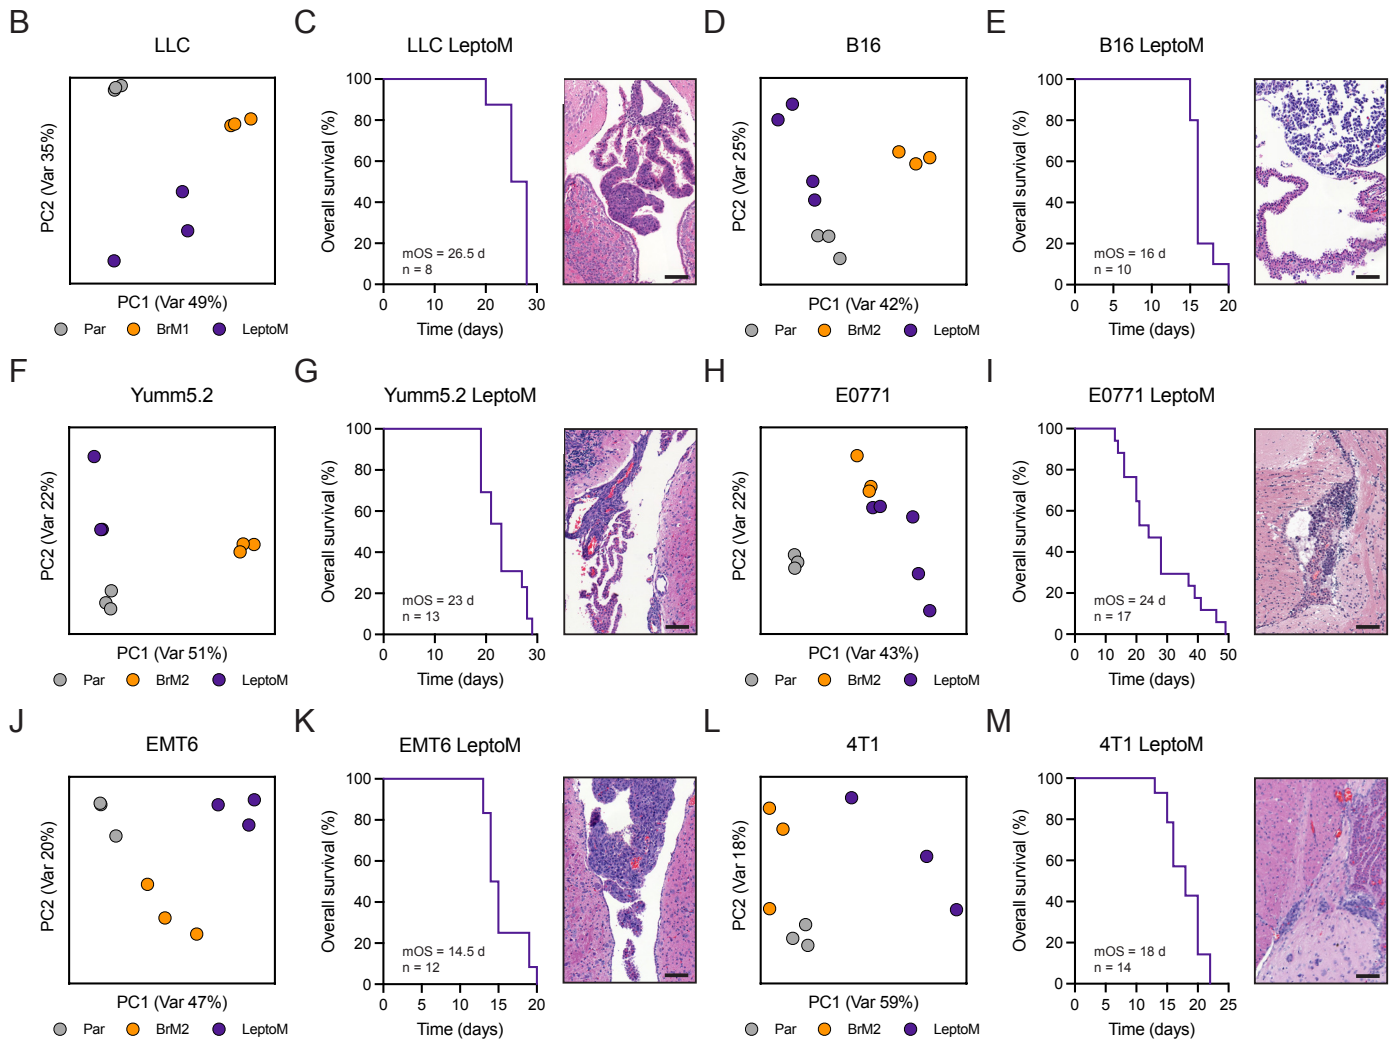 B
LLC
PC2 (Var 35%)
PC1 (Var 49%)
Par BrM1 LeptoM
C
LLC LeptoM
Overall survival (%)
100
80
60
40
20
0
mOS = 26.5 d
n = 8
0 10 20 30
Time (days)
D
B16
PC2 (Var 25%)
PC1 (Var 42%)
Par BrM2 LeptoM
E
B16 LeptoM
Overall survival (%)
100
80
60
40
20
0
mOS = 16 d
n = 10
0 5 10 15 20
Time (days)
F
Yumm5.2
PC2 (Var 22%)
PC1 (Var 51%)
Par BrM2 LeptoM
G
Yumm5.2 LeptoM
Overall survival (%)
100
80
60
40
20
0
mOS = 23 d
n = 13
0 10 20 30
Time (days)
H
E0771
PC2 (Var 22%)
PC1 (Var 43%)
Par BrM2 LeptoM
I
E0771 LeptoM
Overall survival (%)
100
80
60
40
20
0
mOS = 24 d
n = 17
0 10 20 30 40 50
Time (days)
J
EMT6
PC2 (Var 20%)
PC1 (Var 47%)
Par BrM2 LeptoM
K
EMT6 LeptoM
Overall survival (%)
100
80
60
40
20
0
mOS = 14.5 d
n = 12
0 5 10 15 20
Time (days)
L
4T1
PC2 (Var 18%)
PC1 (Var 59%)
Par BrM2 LeptoM
M
4T1 LeptoM
Overall survival (%)
100
80
60
40
20
0
mOS = 18 d
n = 14
0 5 10 15 20 25
Time (days)